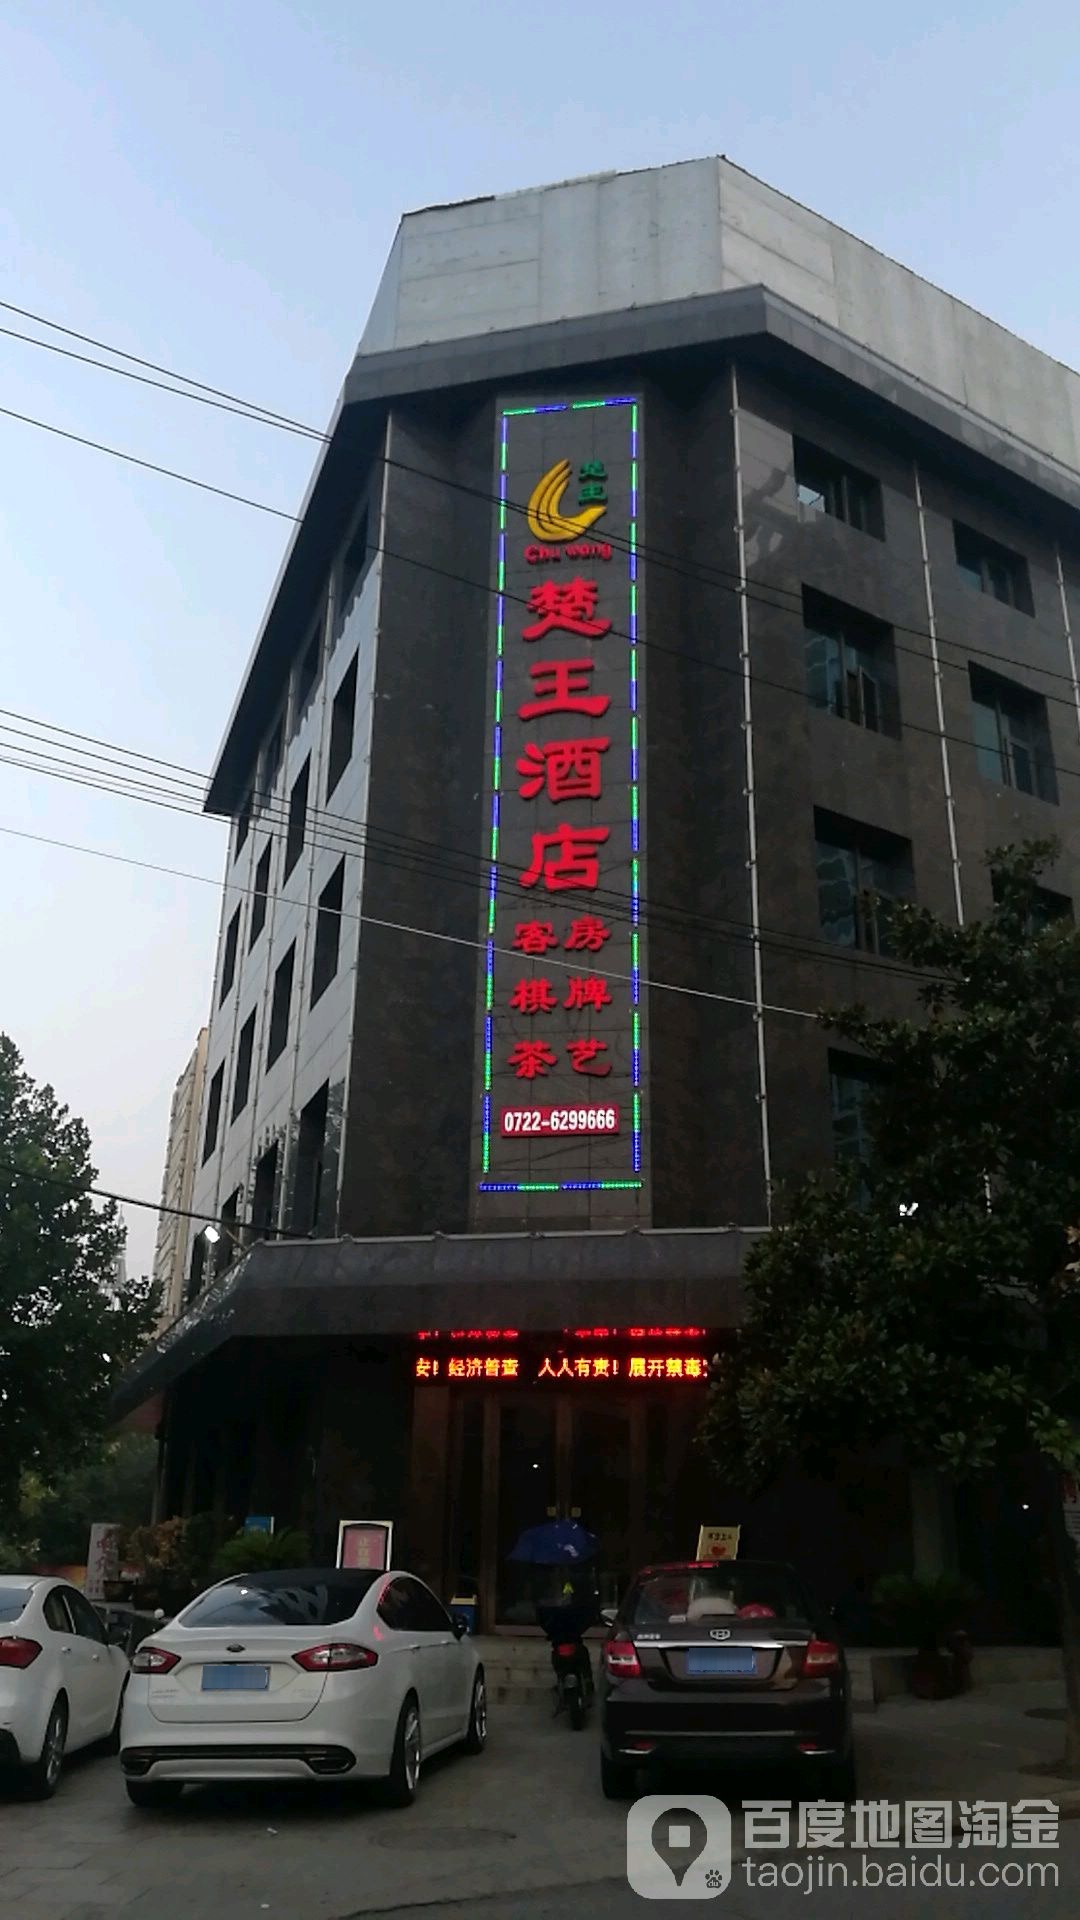 楚王
Chu wang
楚王酒店
客房
棋牌
茶艺
0722-6299666
安！经济普查 人人有责！展开禁毒
百度地图淘金
taojin.baidu.com